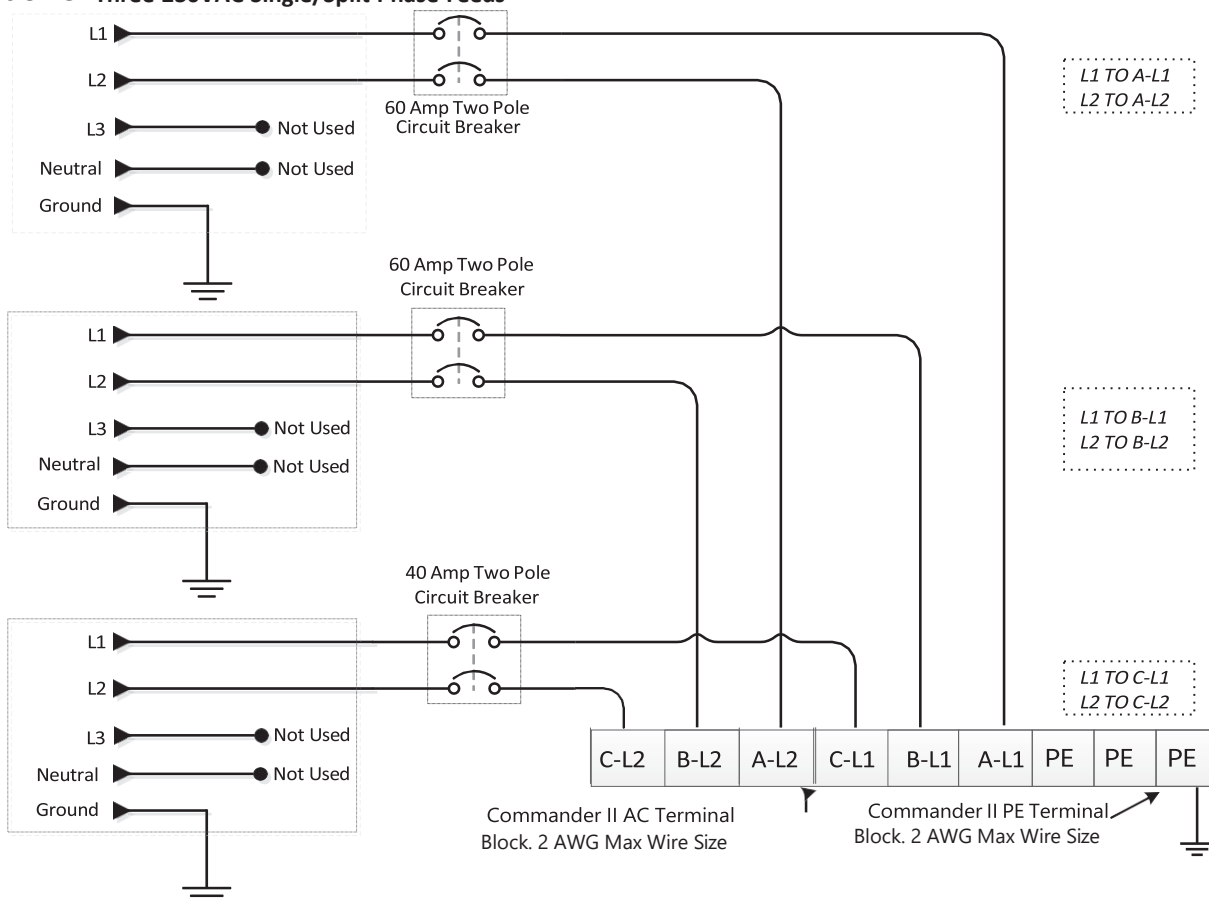 Three 230VAC Single/Split Phase Feeds
L1
L2
L3
Not Used
Neutral
Not Used
Ground
60 Amp Two Pole
Circuit Breaker
L1 TO A-L1
L2 TO A-L2
60 Amp Two Pole
Circuit Breaker
L1
L2
L3
Not Used
Neutral
Not Used
Ground
L1 TO B-L1
L2 TO B-L2
40 Amp Two Pole
Circuit Breaker
L1
L2
L3
Not Used
Neutral
Not Used
Ground
L1 TO C-L1
L2 TO C-L2
C-L2
B-L2
A-L2
C-L1
B-L1
A-L1
PE
PE
PE
Commander II AC Terminal
Block. 2 AWG Max Wire Size
Commander II PE Terminal
Block. 2 AWG Max Wire Size